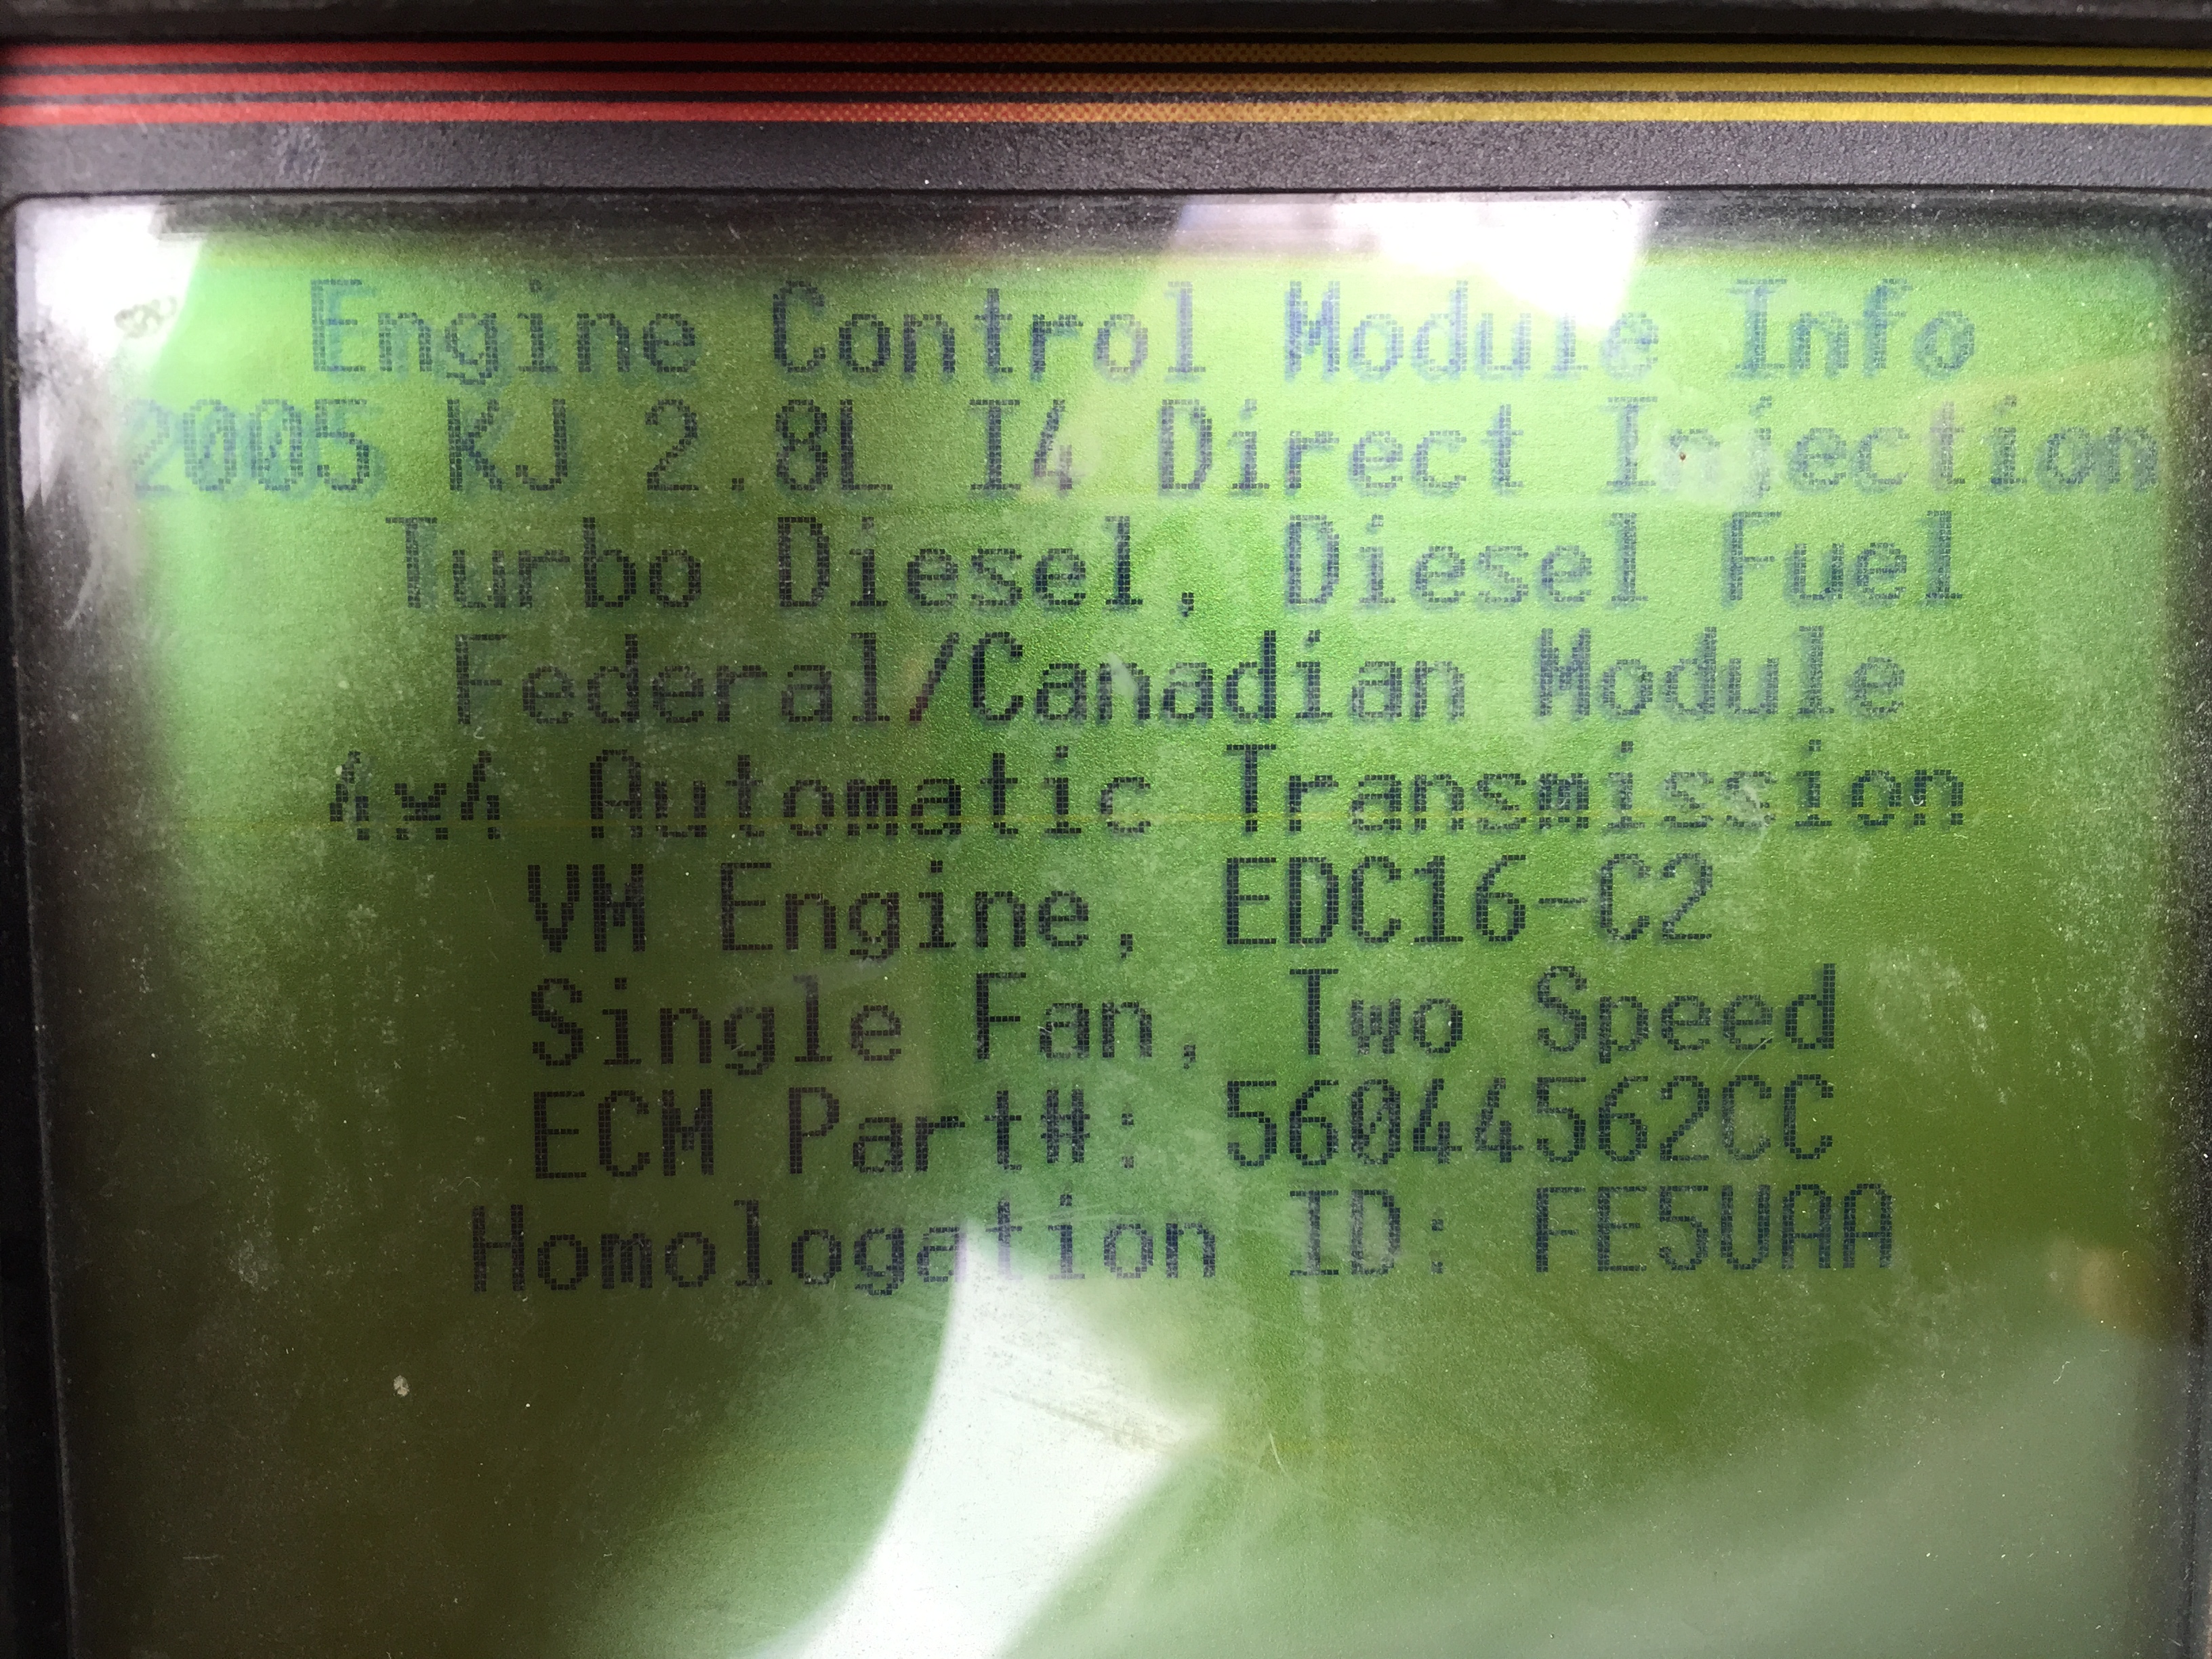 Engine Control Module Info
2005 KJ 2.8L I4 Direct Injection
Turbo Diesel, Diesel Fuel
Federal/Canadian Module
4x4 Automatic Transmission
VM Engine, EDC16-C2
Single Fan, Two Speed
ECM Part#: 56044562CC
Homologation ID: FE5UAA